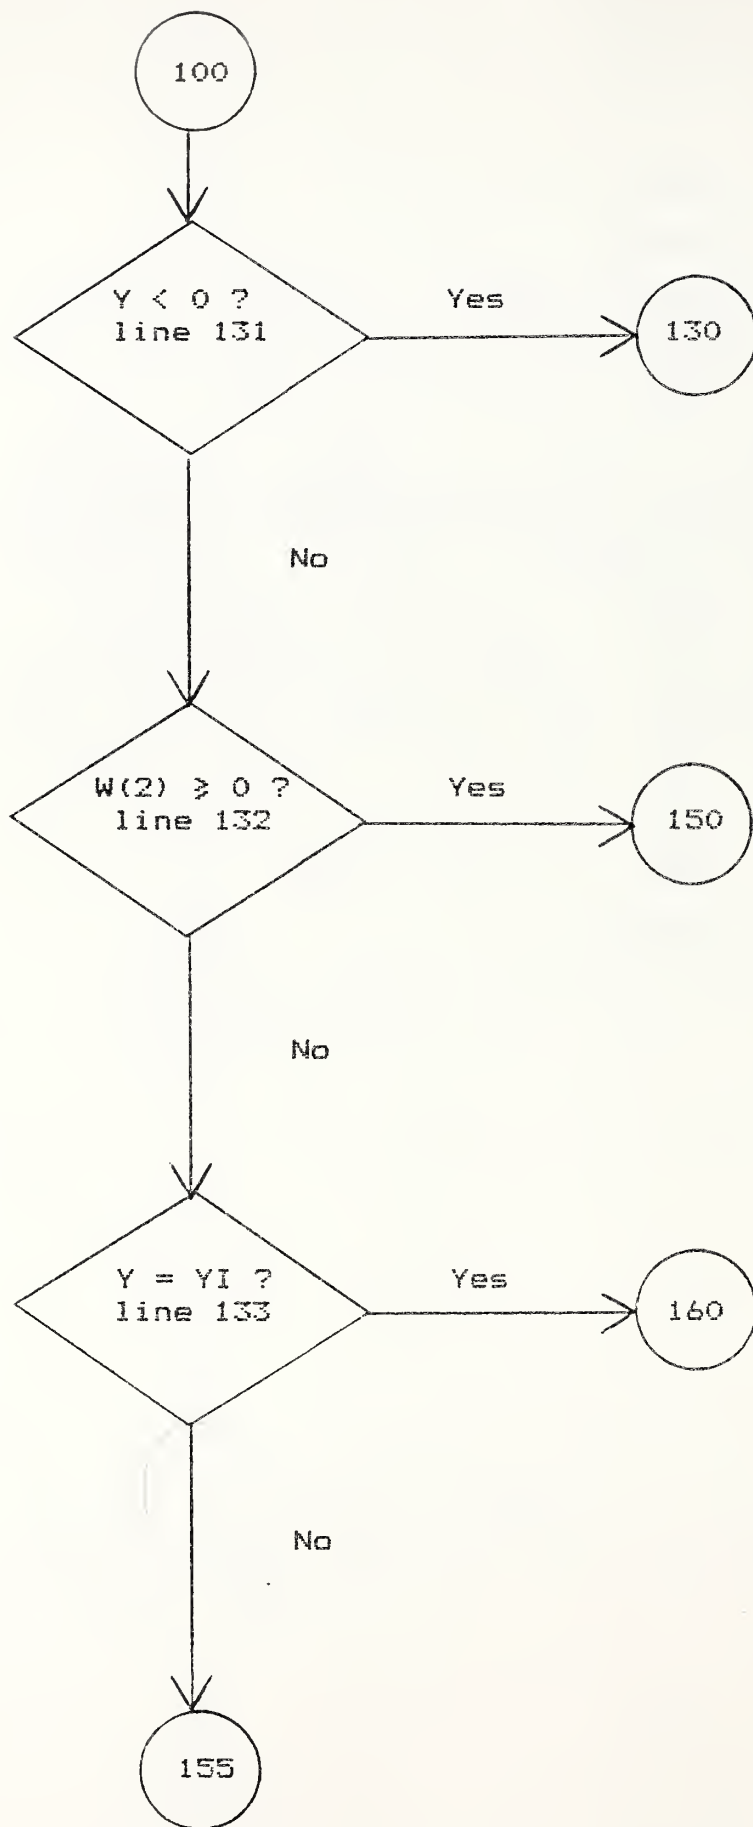 100
Y < 0 ?
line 131
Yes
130
No
W(2) ⩾ 0 ?
line 132
Yes
150
No
Y = YI ?
line 133
Yes
160
No
155